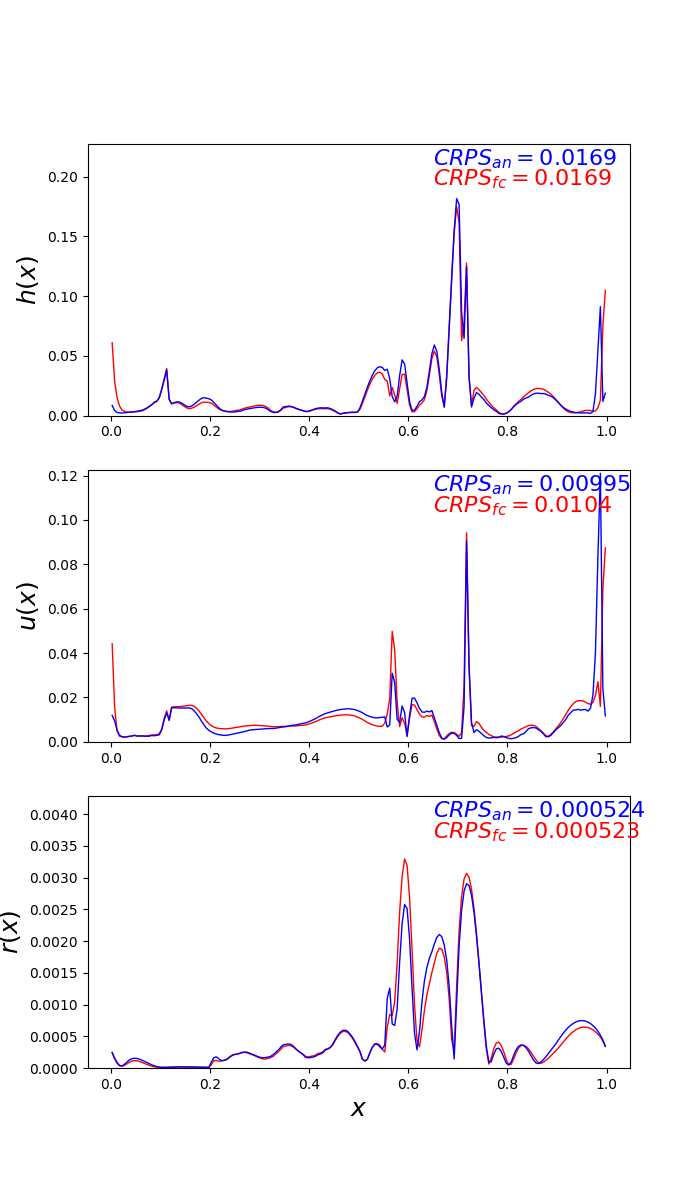 CRPS_an = 0.0169
CRPS_fc = 0.0169
h(x)
0.20
0.15
0.10
0.05
0.00
0.0 0.2 0.4 0.6 0.8 1.0
CRPS_an = 0.00995
CRPS_fc = 0.0104
u(x)
0.12
0.10
0.08
0.06
0.04
0.02
0.00
0.0 0.2 0.4 0.6 0.8 1.0
CRPS_an = 0.000524
CRPS_fc = 0.000523
r(x)
0.0040
0.0035
0.0030
0.0025
0.0020
0.0015
0.0010
0.0005
0.0000
0.0 0.2 0.4 0.6 0.8 1.0
x